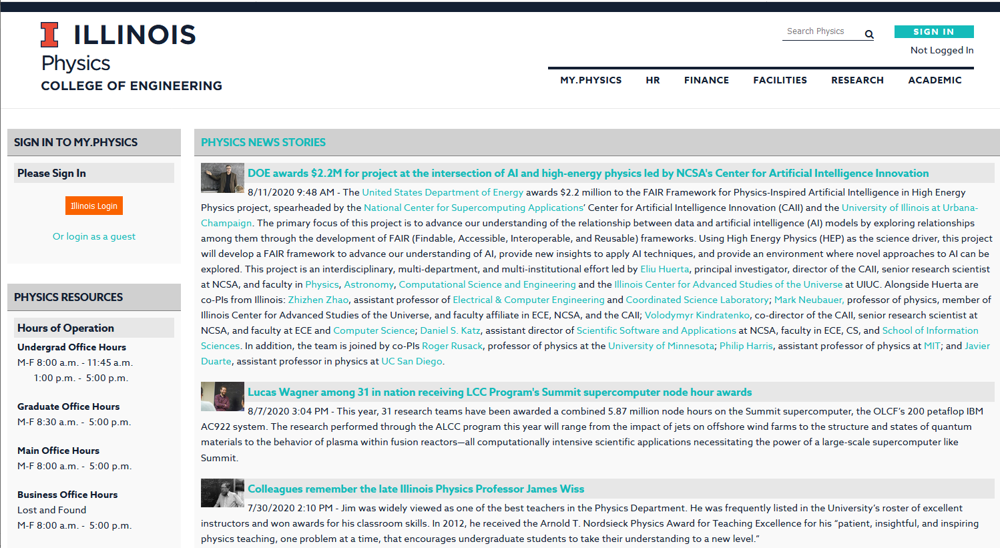 ILLINOIS
Physics
COLLEGE OF ENGINEERING
Search Physics
SIGN IN
Not Logged In
MY.PHYSICS HR FINANCE FACILITIES RESEARCH ACADEMIC
SIGN IN TO MY.PHYSICS
Please Sign In
Illinois Login
Or login as a guest
PHYSICS RESOURCES
Hours of Operation
Undergrad Office Hours
M-F 8:00 a.m. - 11:45 a.m.
1:00 p.m. - 5:00 p.m.
Graduate Office Hours
M-F 8:30 a.m. - 5:00 p.m.
Main Office Hours
M-F 8:00 a.m. - 5:00 p.m.
Business Office Hours
Lost and Found
M-F 8:00 a.m. - 5:00 p.m.
PHYSICS NEWS STORIES
DOE awards $2.2M for project at the intersection of AI and high-energy physics led by NCSA's Center for Artificial Intelligence Innovation
8/11/2020 9:48 AM - The United States Department of Energy awards $2.2 million to the FAIR Framework for Physics-Inspired Artificial Intelligence in High Energy
Physics project, spearheaded by the National Center for Supercomputing Applications’ Center for Artificial Intelligence Innovation (CAII) and the University of Illinois at Urbana-
Champaign. The primary focus of this project is to advance our understanding of the relationship between data and artificial intelligence (AI) models by exploring relationships
among them through the development of FAIR (Findable, Accessible, Interoperable, and Reusable) frameworks. Using High Energy Physics (HEP) as the science driver, this project
will develop a FAIR framework to advance our understanding of AI, provide new insights to apply AI techniques, and provide an environment where novel approaches to AI can be
explored. This project is an interdisciplinary, multi-department, and multi-institutional effort led by Eliu Huerta, principal investigator, director of the CAII, senior research scientist
at NCSA, and faculty in Physics, Astronomy, Computational Science and Engineering and the Illinois Center for Advanced Studies of the Universe at UIUC. Alongside Huerta are
co-PIs from Illinois: Zhizhen Zhao, assistant professor of Electrical & Computer Engineering and Coordinated Science Laboratory; Mark Neubauer, professor of physics, member of
Illinois Center for Advanced Studies of the Universe, and faculty affiliate in ECE, NCSA, and the CAII; Volodymyr Kindratenko, co-director of the CAII, senior research scientist at
NCSA, and faculty at ECE and Computer Science; Daniel S. Katz, assistant director of Scientific Software and Applications at NCSA, faculty in ECE, CS, and School of Information
Sciences. In addition, the team is joined by co-PIs Roger Rusack, professor of physics at the University of Minnesota; Philip Harris, assistant professor of physics at MIT; and Javier
Duarte, assistant professor in physics at UC San Diego.
Lucas Wagner among 31 in nation receiving LCC Program's Summit supercomputer node hour awards
8/7/2020 3:04 PM - This year, 31 research teams have been awarded a combined 5.87 million node hours on the Summit supercomputer, the OLCF’s 200 petaflop IBM
AC922 system. The research performed through the ALCC program this year will range from the impact of jets on offshore wind farms to the structure and states of quantum
materials to the behavior of plasma within fusion reactors—all computationally intensive scientific applications necessitating the power of a large-scale supercomputer like
Summit.
Colleagues remember the late Illinois Physics Professor James Wiss
7/30/2020 2:10 PM - Jim was widely viewed as one of the best teachers in the Physics Department. He was frequently listed in the University’s roster of excellent
instructors and won awards for his classroom skills. In 2012, he received the Arnold T. Nordsieck Physics Award for Teaching Excellence for his “patient, insightful, and inspiring
physics teaching, one problem at a time, that encourages undergraduate students to take their understanding to a new level.”